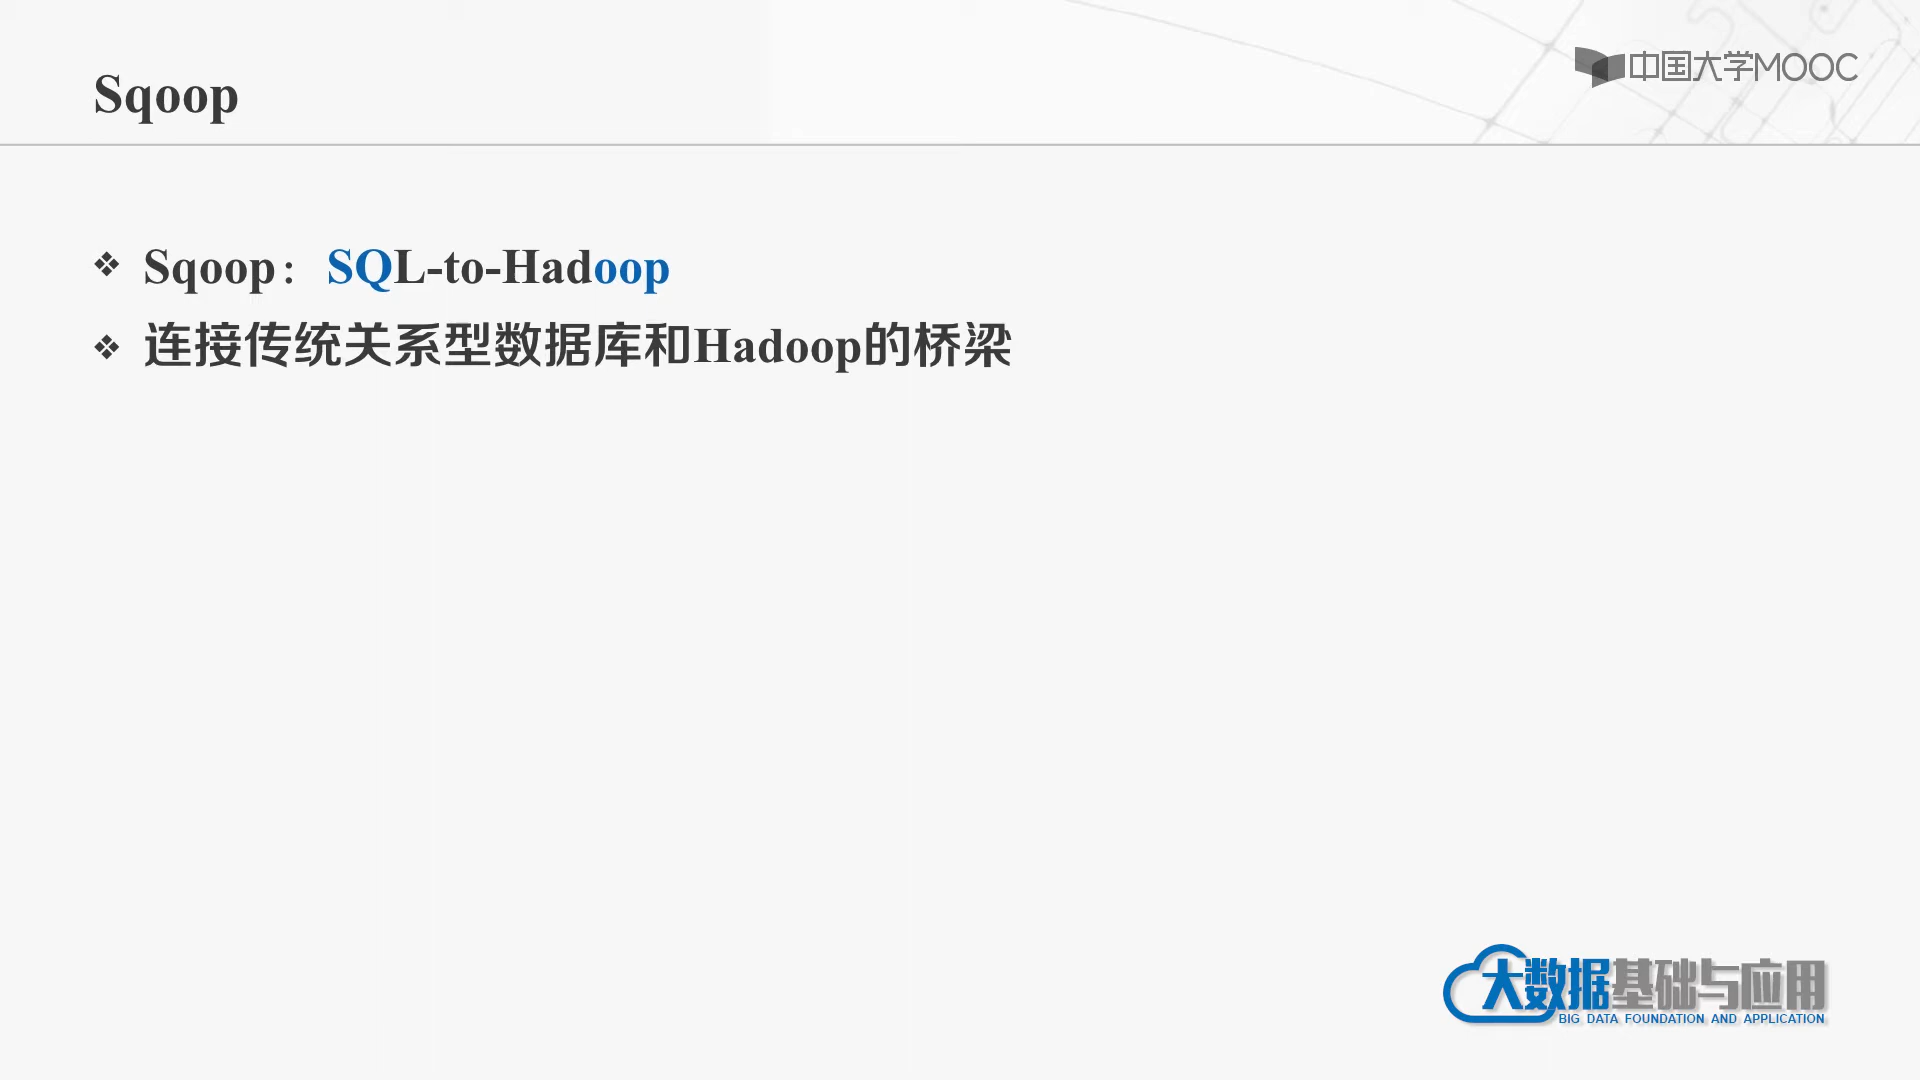 Sqoop
中国大学MOOC
❖ Sqoop：SQL-to-Hadoop
❖ 连接传统关系型数据库和Hadoop的桥梁
大数据基础与应用
BIG DATA FOUNDATION AND APPLICATION